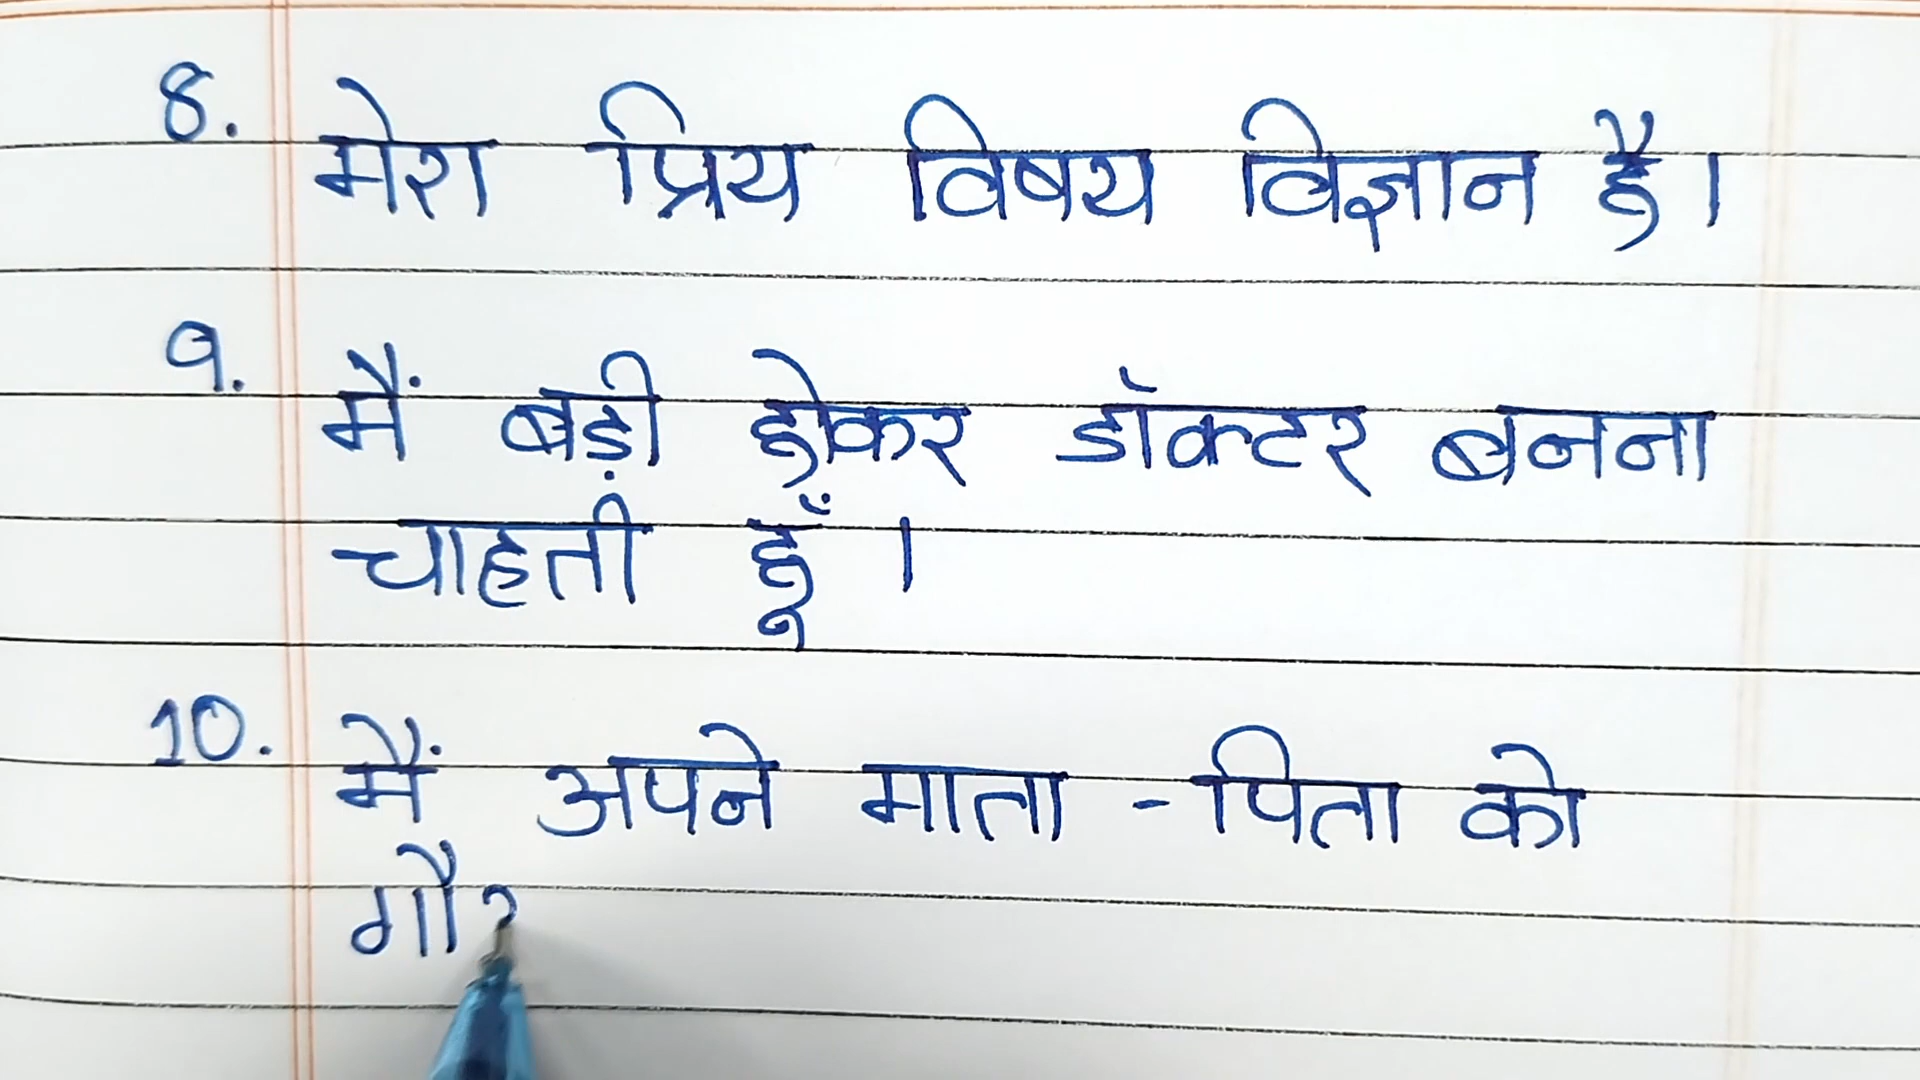 8. मेरा प्रिय विषय विज्ञान है।
9. मैं बड़ी होकर डॉक्टर बनना
चाहती हूँ।
10. मैं अपने माता - पिता को